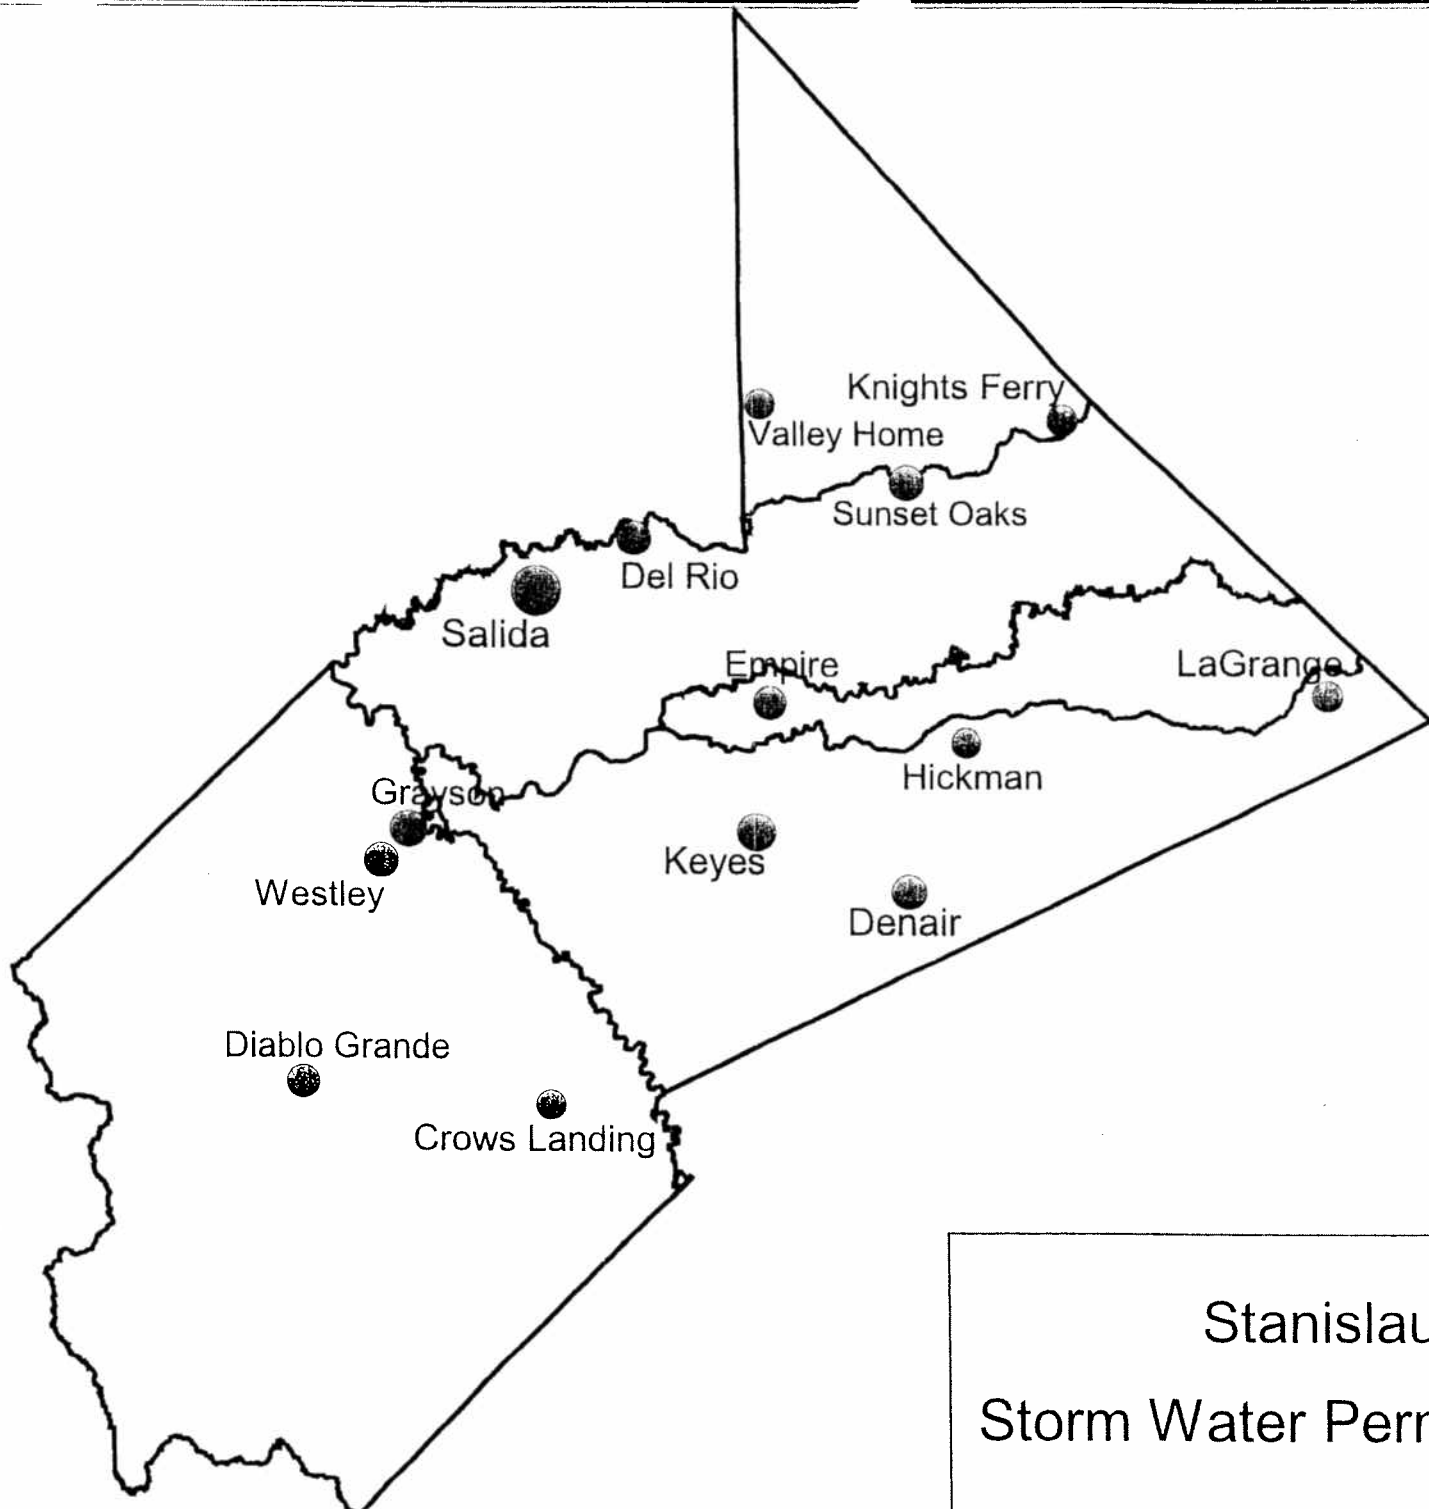 Knights Ferry
Valley Home
Sunset Oaks
Del Rio
Salida
Empire
LaGrange
Hickman
Grayson
Keyes
Westley
Denair
Diablo Grande
Crows Landing
Stanislau
Storm Water Perm